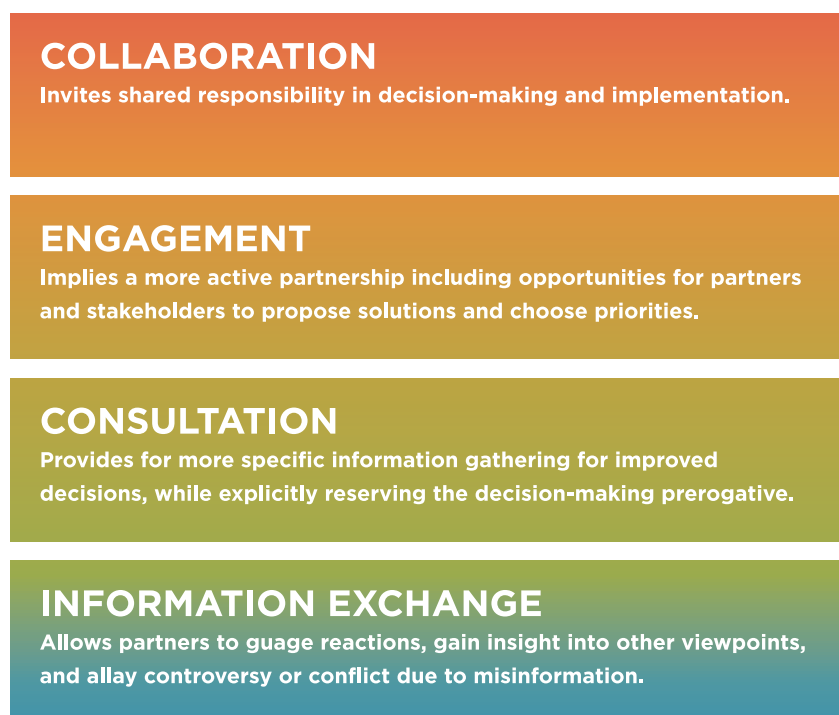 COLLABORATION
Invites shared responsibility in decision-making and implementation.
ENGAGEMENT
Implies a more active partnership including opportunities for partners
and stakeholders to propose solutions and choose priorities.
CONSULTATION
Provides for more specific information gathering for improved
decisions, while explicitly reserving the decision-making prerogative.
INFORMATION EXCHANGE
Allows partners to guage reactions, gain insight into other viewpoints,
and allay controversy or conflict due to misinformation.